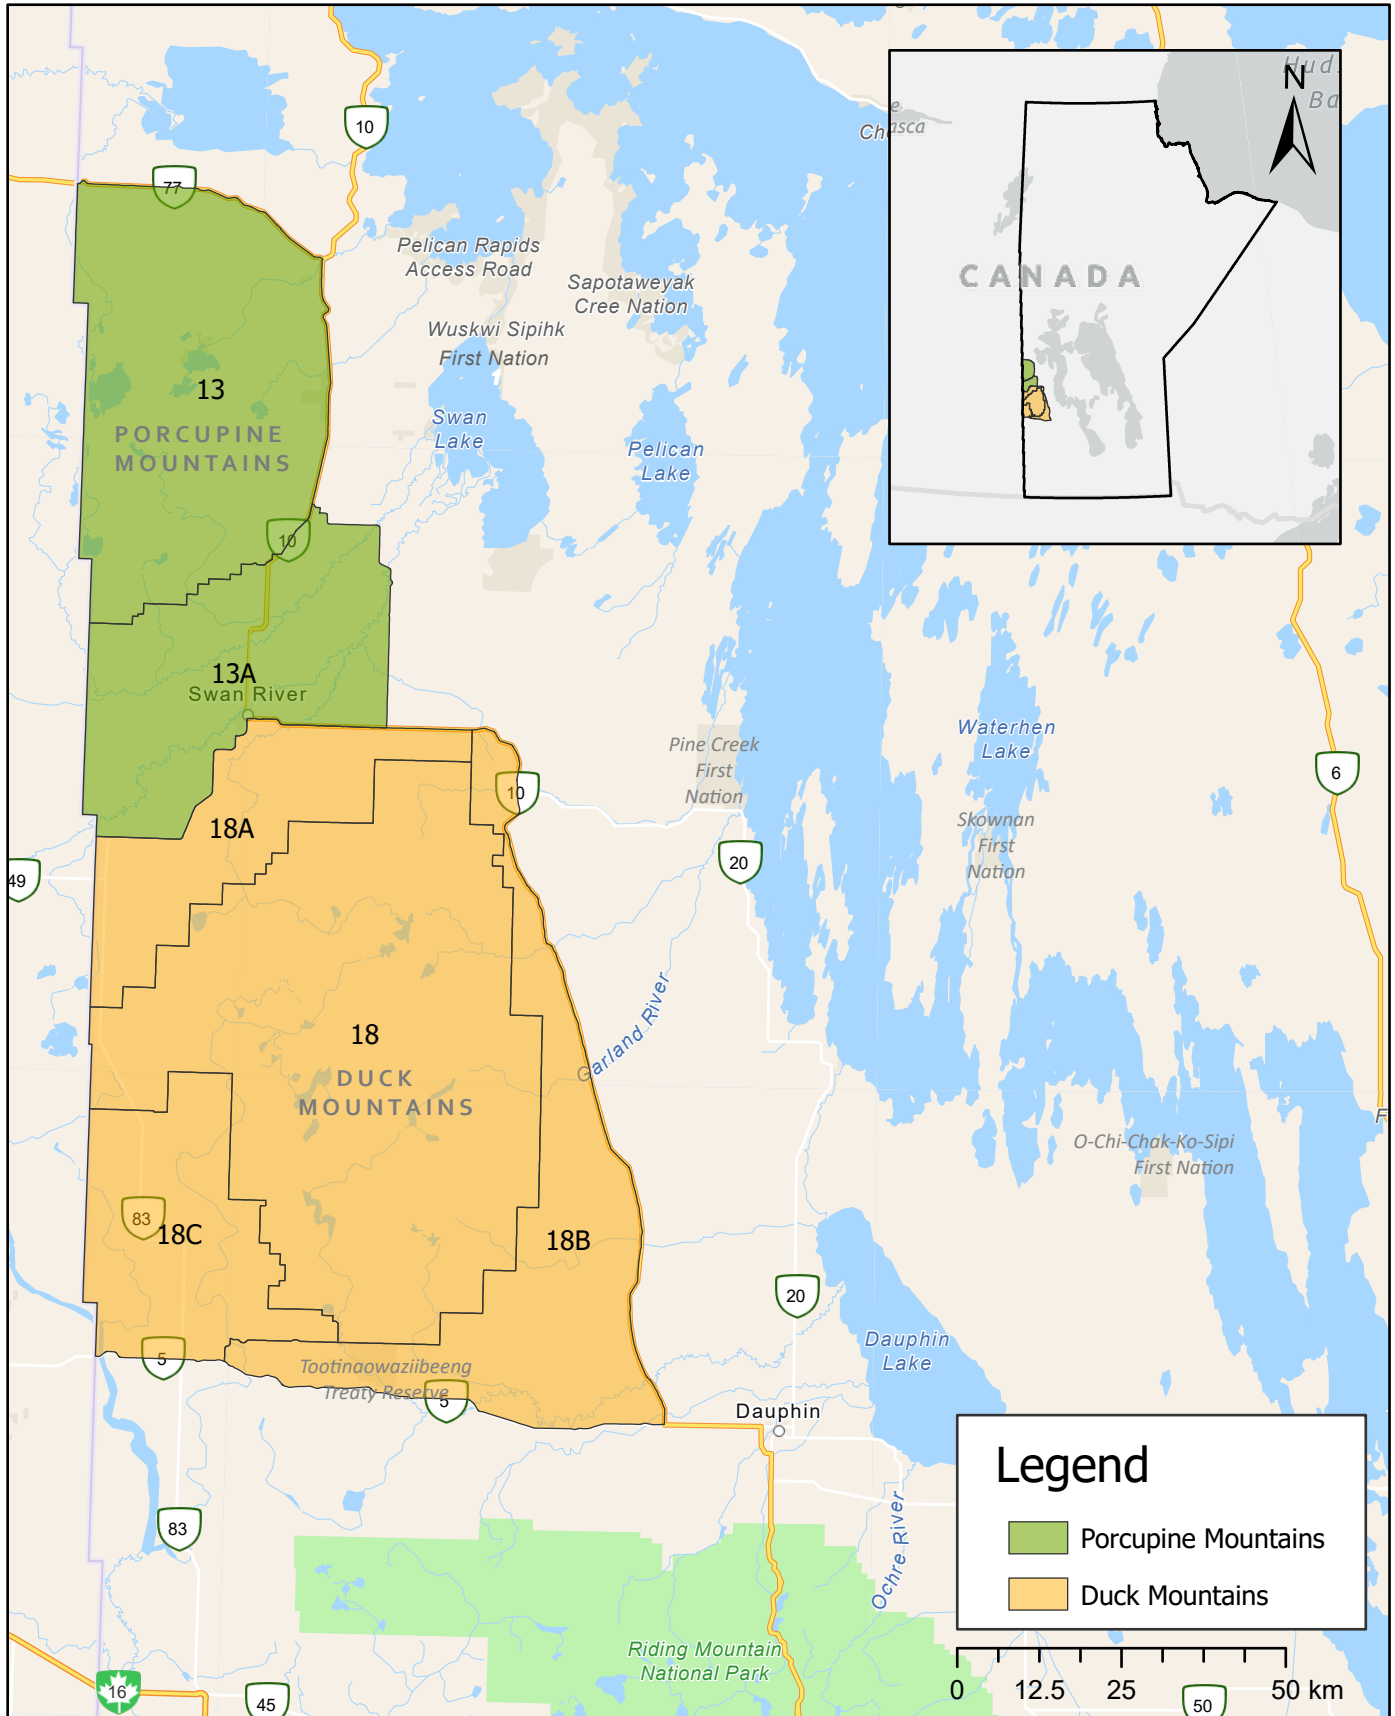 10
77
Pelican Rapids
Access Road
Sapotaweyak
Cree Nation
Wuskwi Sipihk
First Nation
13
PORCUPINE
MOUNTAINS
Swan
Lake
Pelican
Lake
10
13A
Swan River
N
Ba
CANADA
Pine Creek
First
Nation
Waterhen
Lake
6
10
18A
20
Skownan
First
Nation
49
18
DUCK
MOUNTAINS
Garland River
O-Chi-Chak-Ko-Sipi
First Nation
F
83
18C
18B
20
Dauphin
Lake
5
Tootinaowaziibeeng
Treaty Reserve
5
Dauphin
Legend
Porcupine Mountains
Duck Mountains
Ochre River
83
Riding Mountain
National Park
0 12.5 25 50 km
16
45
50